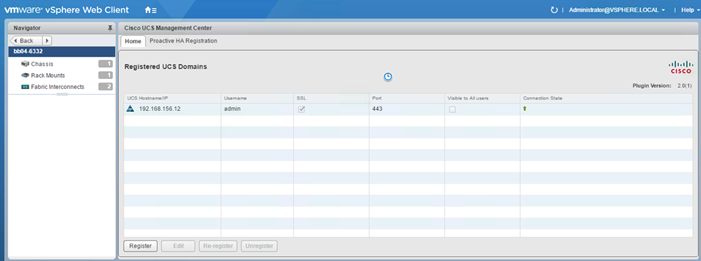 vmware® vSphere Web Client
Administrator@VSPHERE.LOCAL
Help
Navigator
Back
bb04-6332
Chassis 1
Rack Mounts 1
Fabric Interconnects 2
Cisco UCS Management Center
Home Proactive HA Registration
Registered UCS Domains
CISCO
Plugin Version: 2.0(1)
UCS Hostname/IP Username SSL Port Visible to All users Connection State
192.168.156.12 admin 443
Register Edit Re-register Unregister